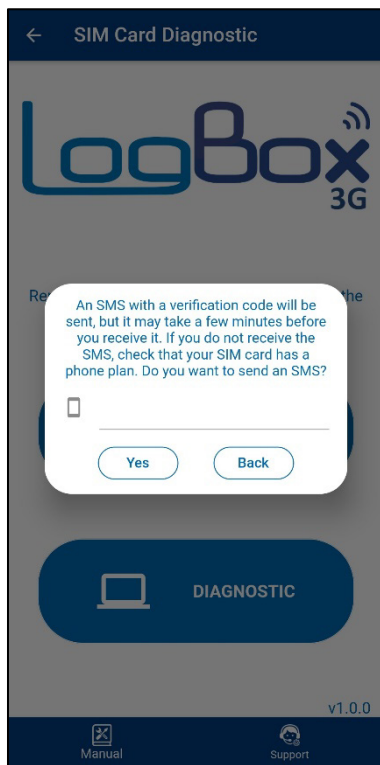 SIM Card Diagnostic
LogBox
3G
Re
the
An SMS with a verification code will be
sent, but it may take a few minutes before
you receive it. If you do not receive the
SMS, check that your SIM card has a
phone plan. Do you want to send an SMS?
Yes
Back
DIAGNOSTIC
v1.0.0
Manual
Support